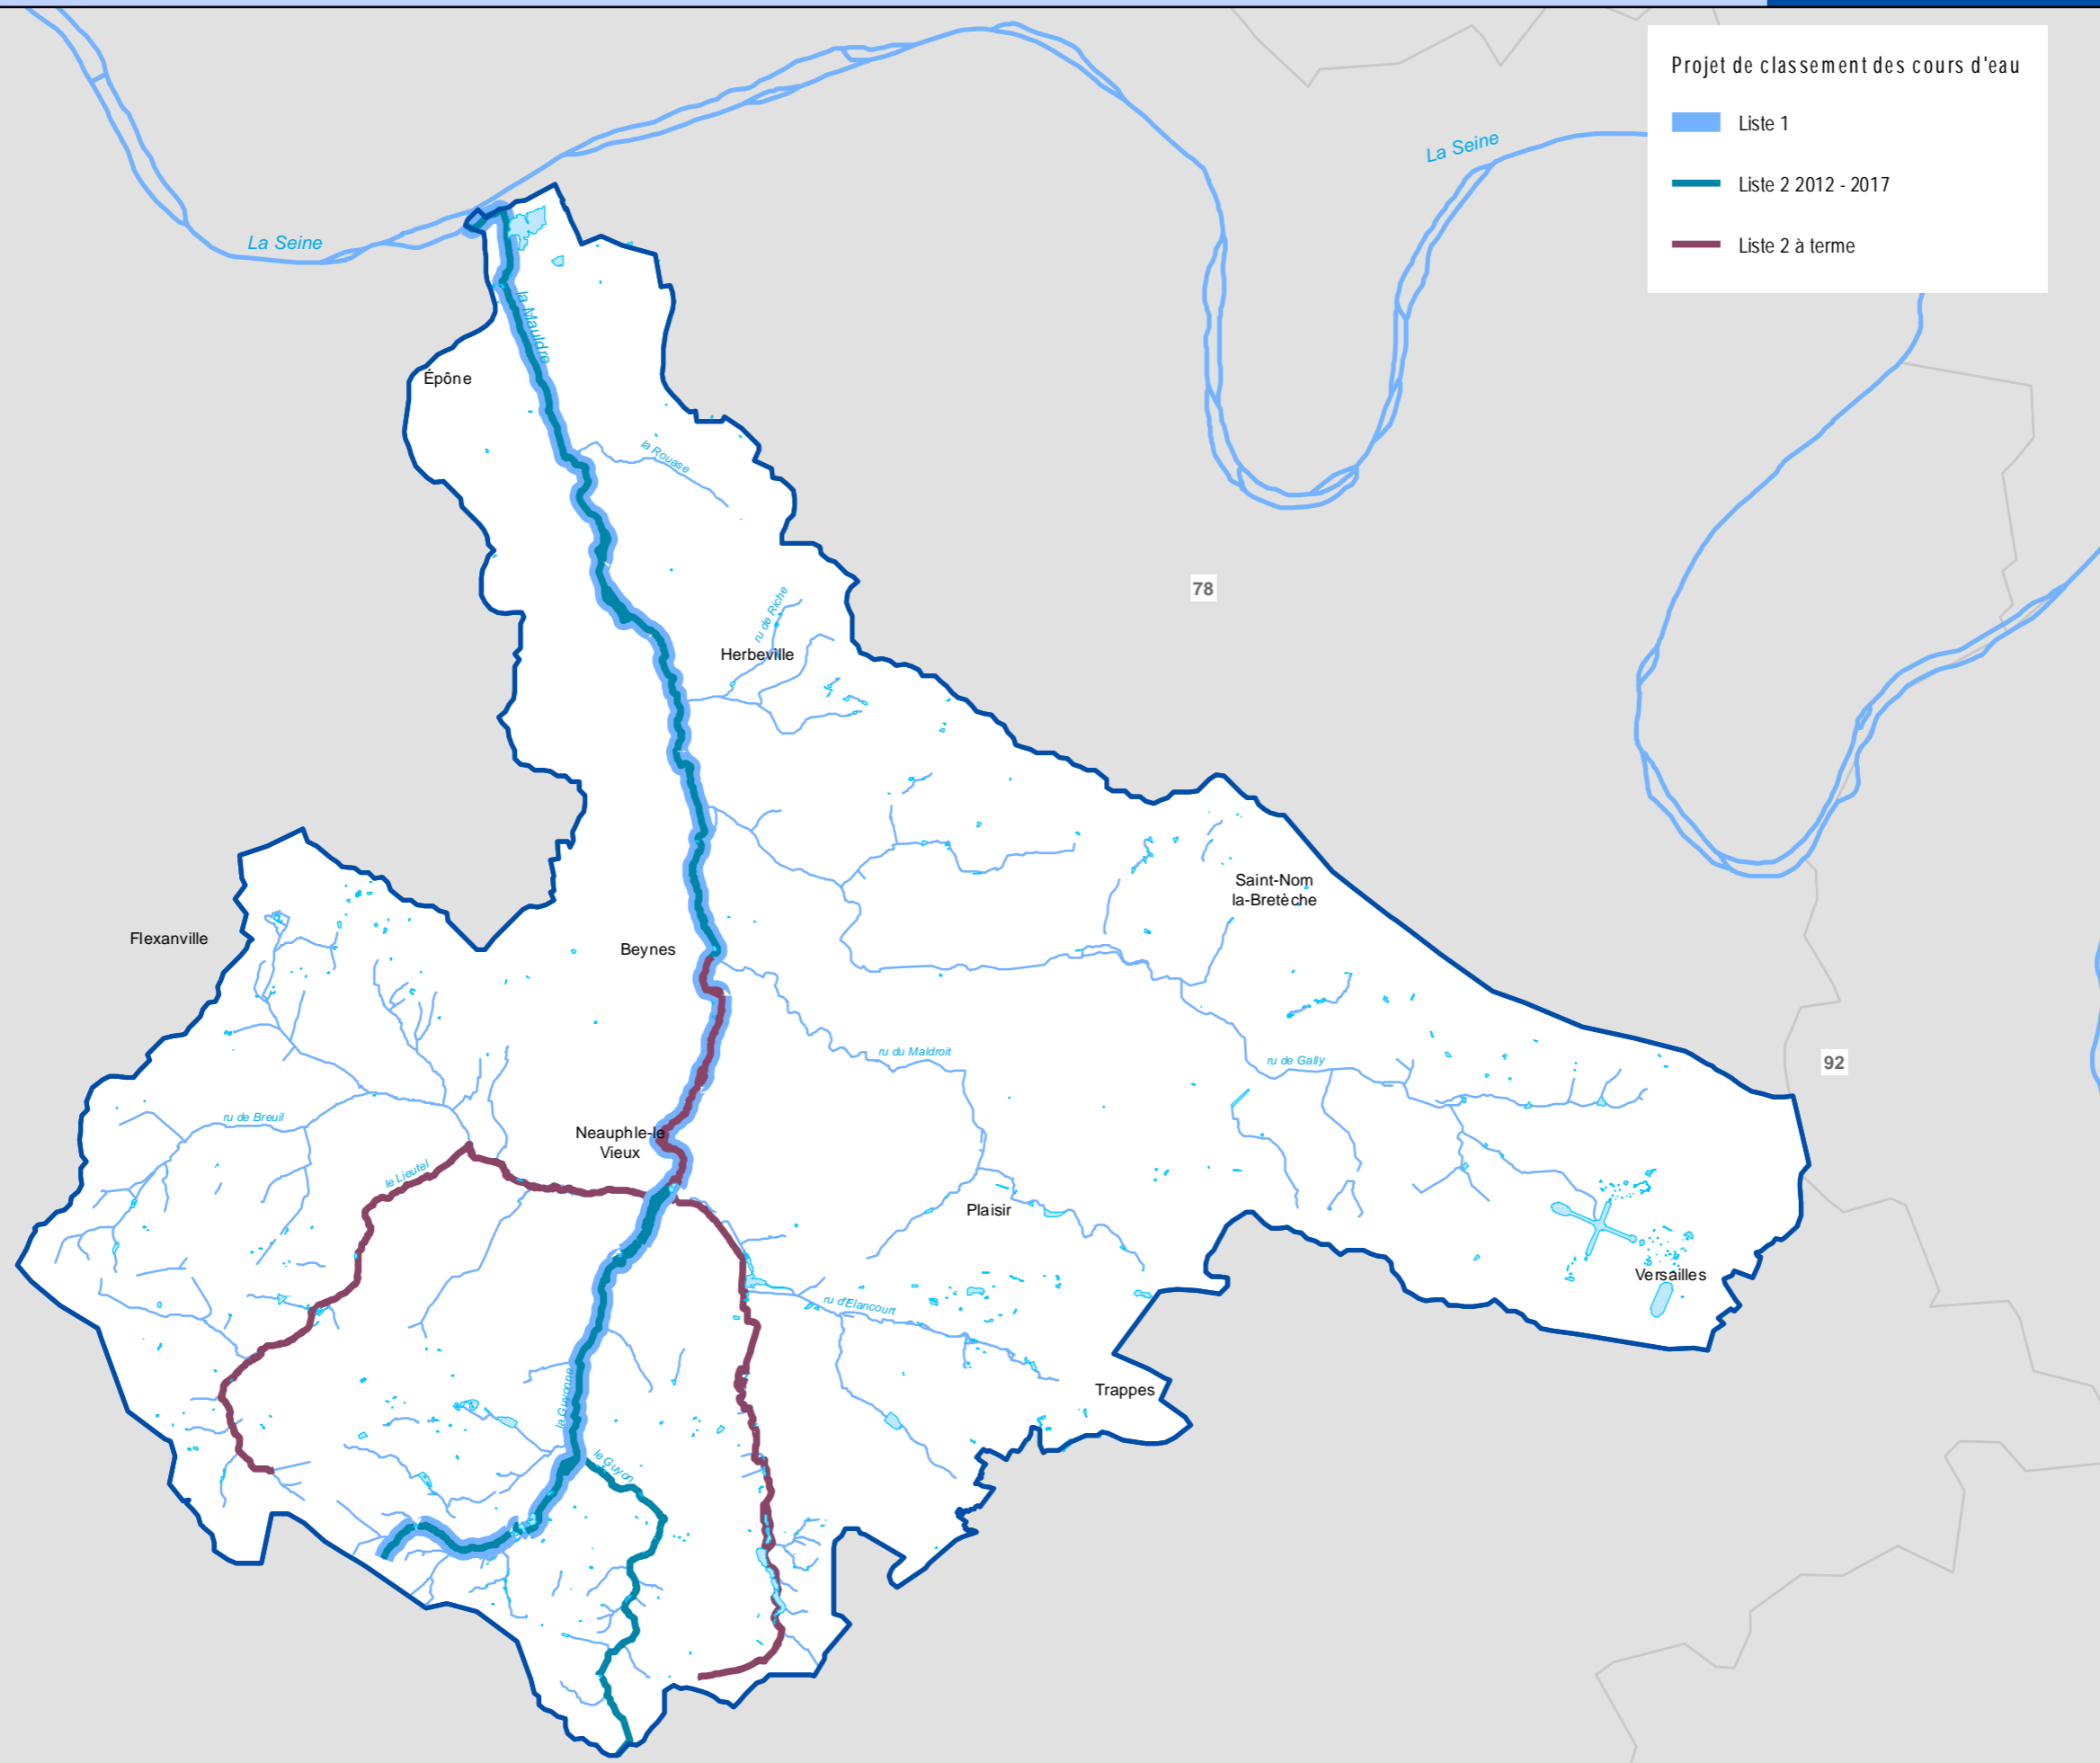 Projet de classement des cours d'eau
Liste 1
Liste 2 2012 - 2017
Liste 2 à terme
La Seine
La Seine
la Mauldre
Épône
la Rouase
78
ru de Riche
Herbeville
Saint-Nom
la-Bretèche
Flexanville
Beynes
ru du Maldroit
ru de Gally
92
ru de Breuil
Neauphle-le
Vieux
le Lieutel
Plaisir
Versailles
ru d'Elancourt
Trappes
la Guyonne
le Guyon